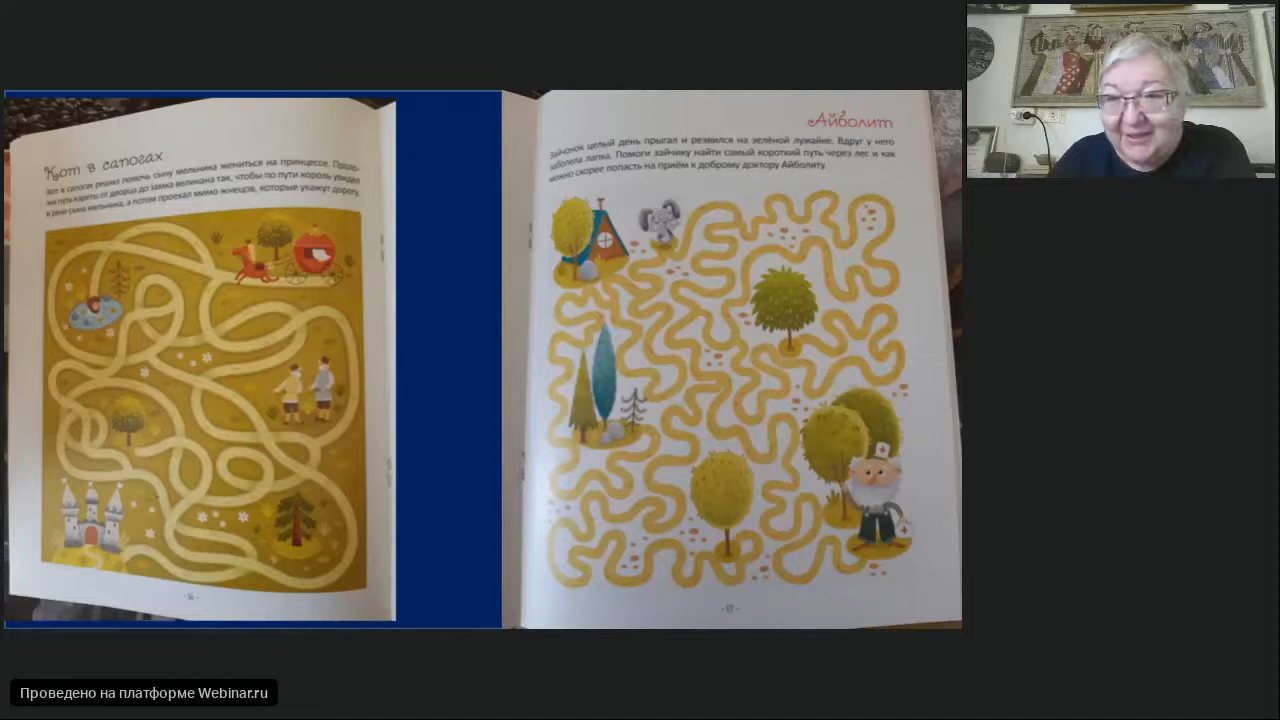 Кот в сапогах
Кот в сапогах решил помочь сыну мельника жениться на принцессе. Проло-
жи путь кареты от дворца до замка великана так, чтобы по пути король увидел
в реке сына мельника, а потом проехал мимо жнецов, которые укажут дорогу.
- 16 -
Айболит
Зайчонок целый день прыгал и резвился на зелёной лужайке. Вдруг у него
заболела лапка. Помоги зайчику найти самый короткий путь через лес и как
можно скорее попасть на приём к доброму доктору Айболиту.
Проведено на платформе Webinar.ru